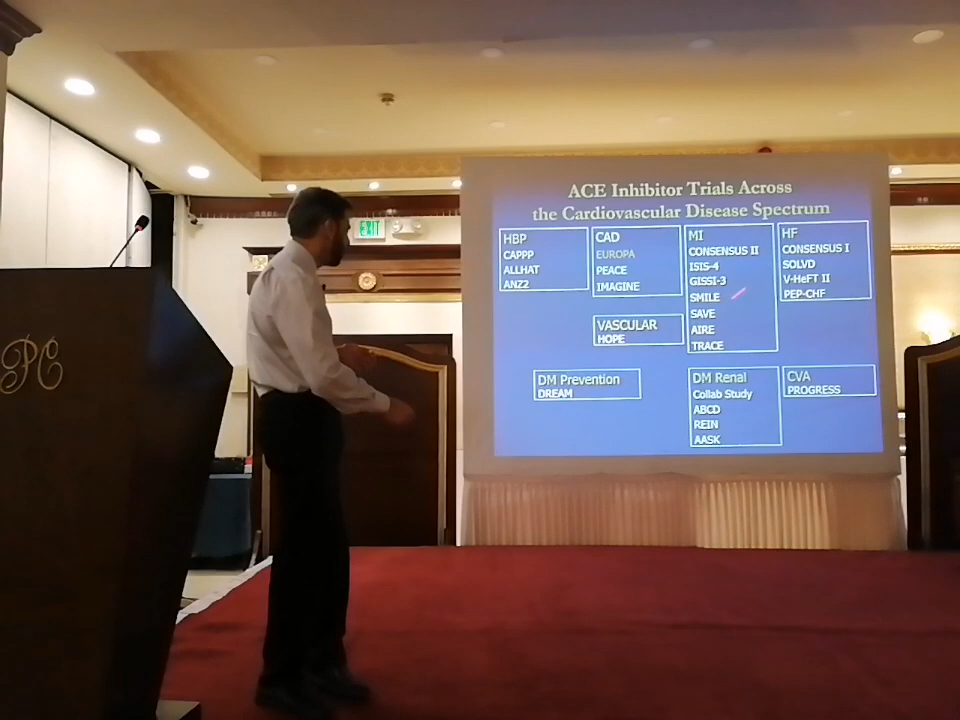 ACE Inhibitor Trials Across
the Cardiovascular Disease Spectrum
HBP
CAPPP
ALLHAT
ANZ2
CAD
EUROPA
PEACE
IMAGINE
VASCULAR
HOPE
MI
CONSENSUS II
ISIS-4
GISSI-3
SMILE
SAVE
AIRE
TRACE
HF
CONSENSUS I
SOLVD
V-HeFT II
PEP-CHF
DM Prevention
DREAM
DM Renal
Collab Study
ABCD
REIN
AASK
CVA
PROGRESS
EXIT
PC